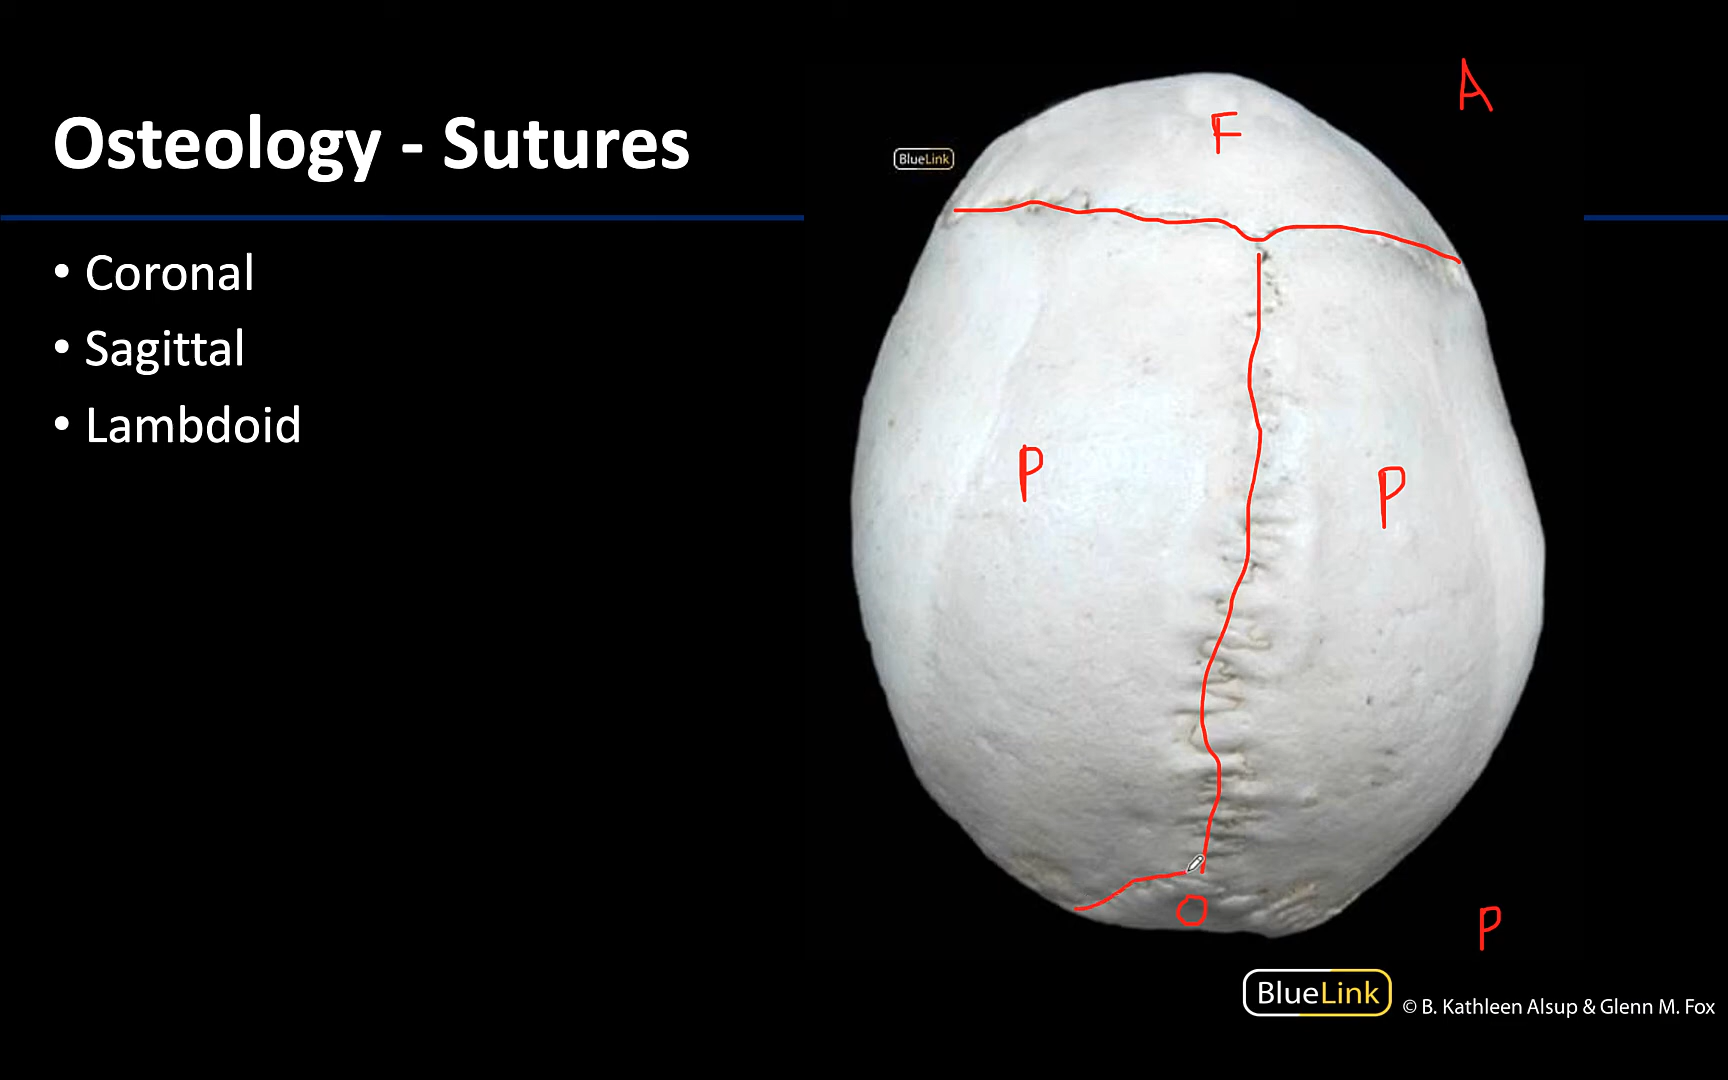 Osteology - Sutures
• Coronal
• Sagittal
• Lambdoid
A
F
BlueLink
P
P
O
P
BlueLink
© B. Kathleen Alsup & Glenn M. Fox